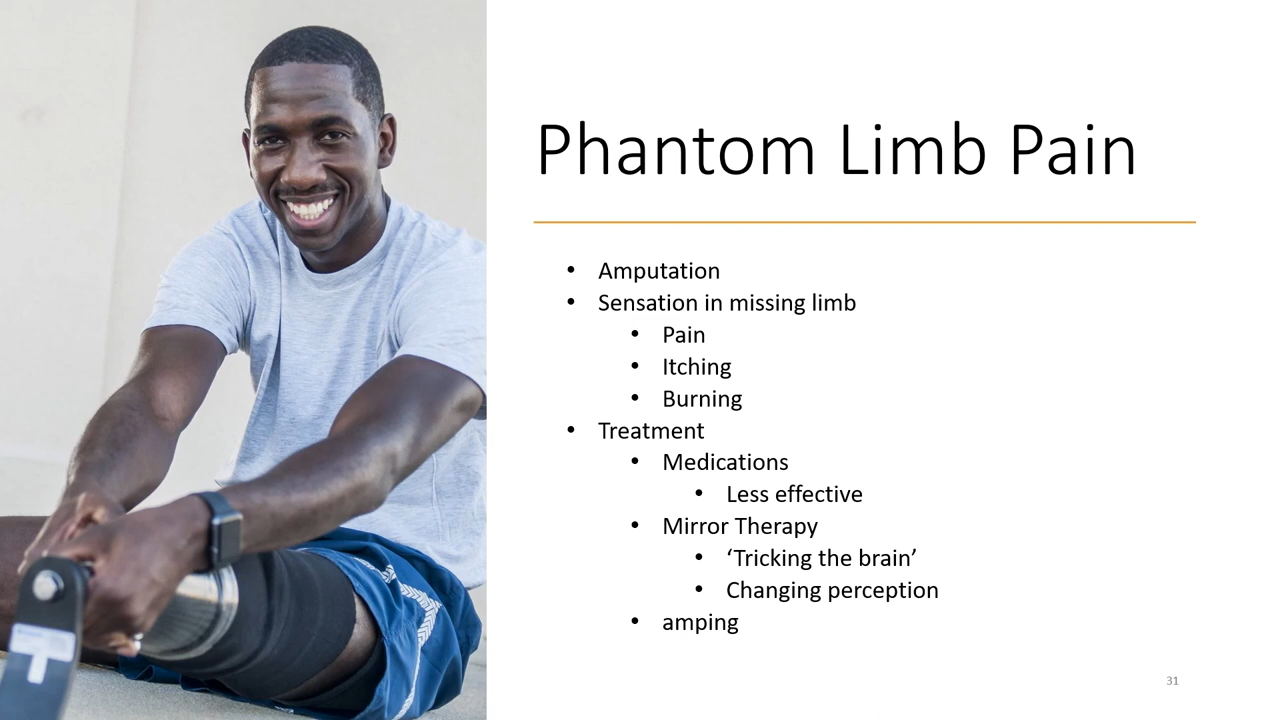 Phantom Limb Pain
• Amputation
• Sensation in missing limb
• Pain
• Itching
• Burning
• Treatment
• Medications
• Less effective
• Mirror Therapy
• ‘Tricking the brain’
• Changing perception
• amping
31